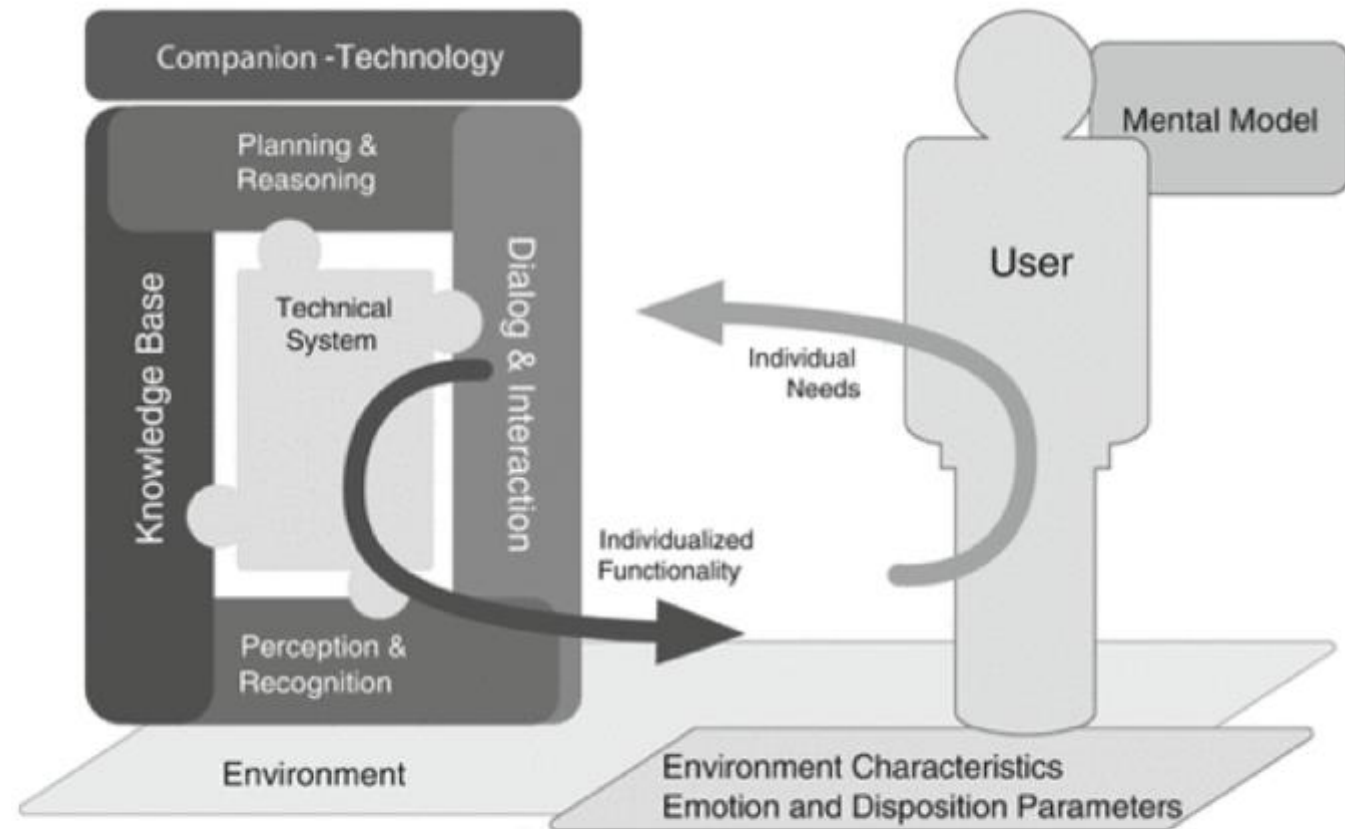 Companion -Technology
Planning &
Reasoning
Knowledge Base
Technical
System
Dialog & Interaction
Perception &
Recognition
Individual
Needs
Individualized
Functionality
User
Mental Model
Environment
Environment Characteristics
Emotion and Disposition Parameters